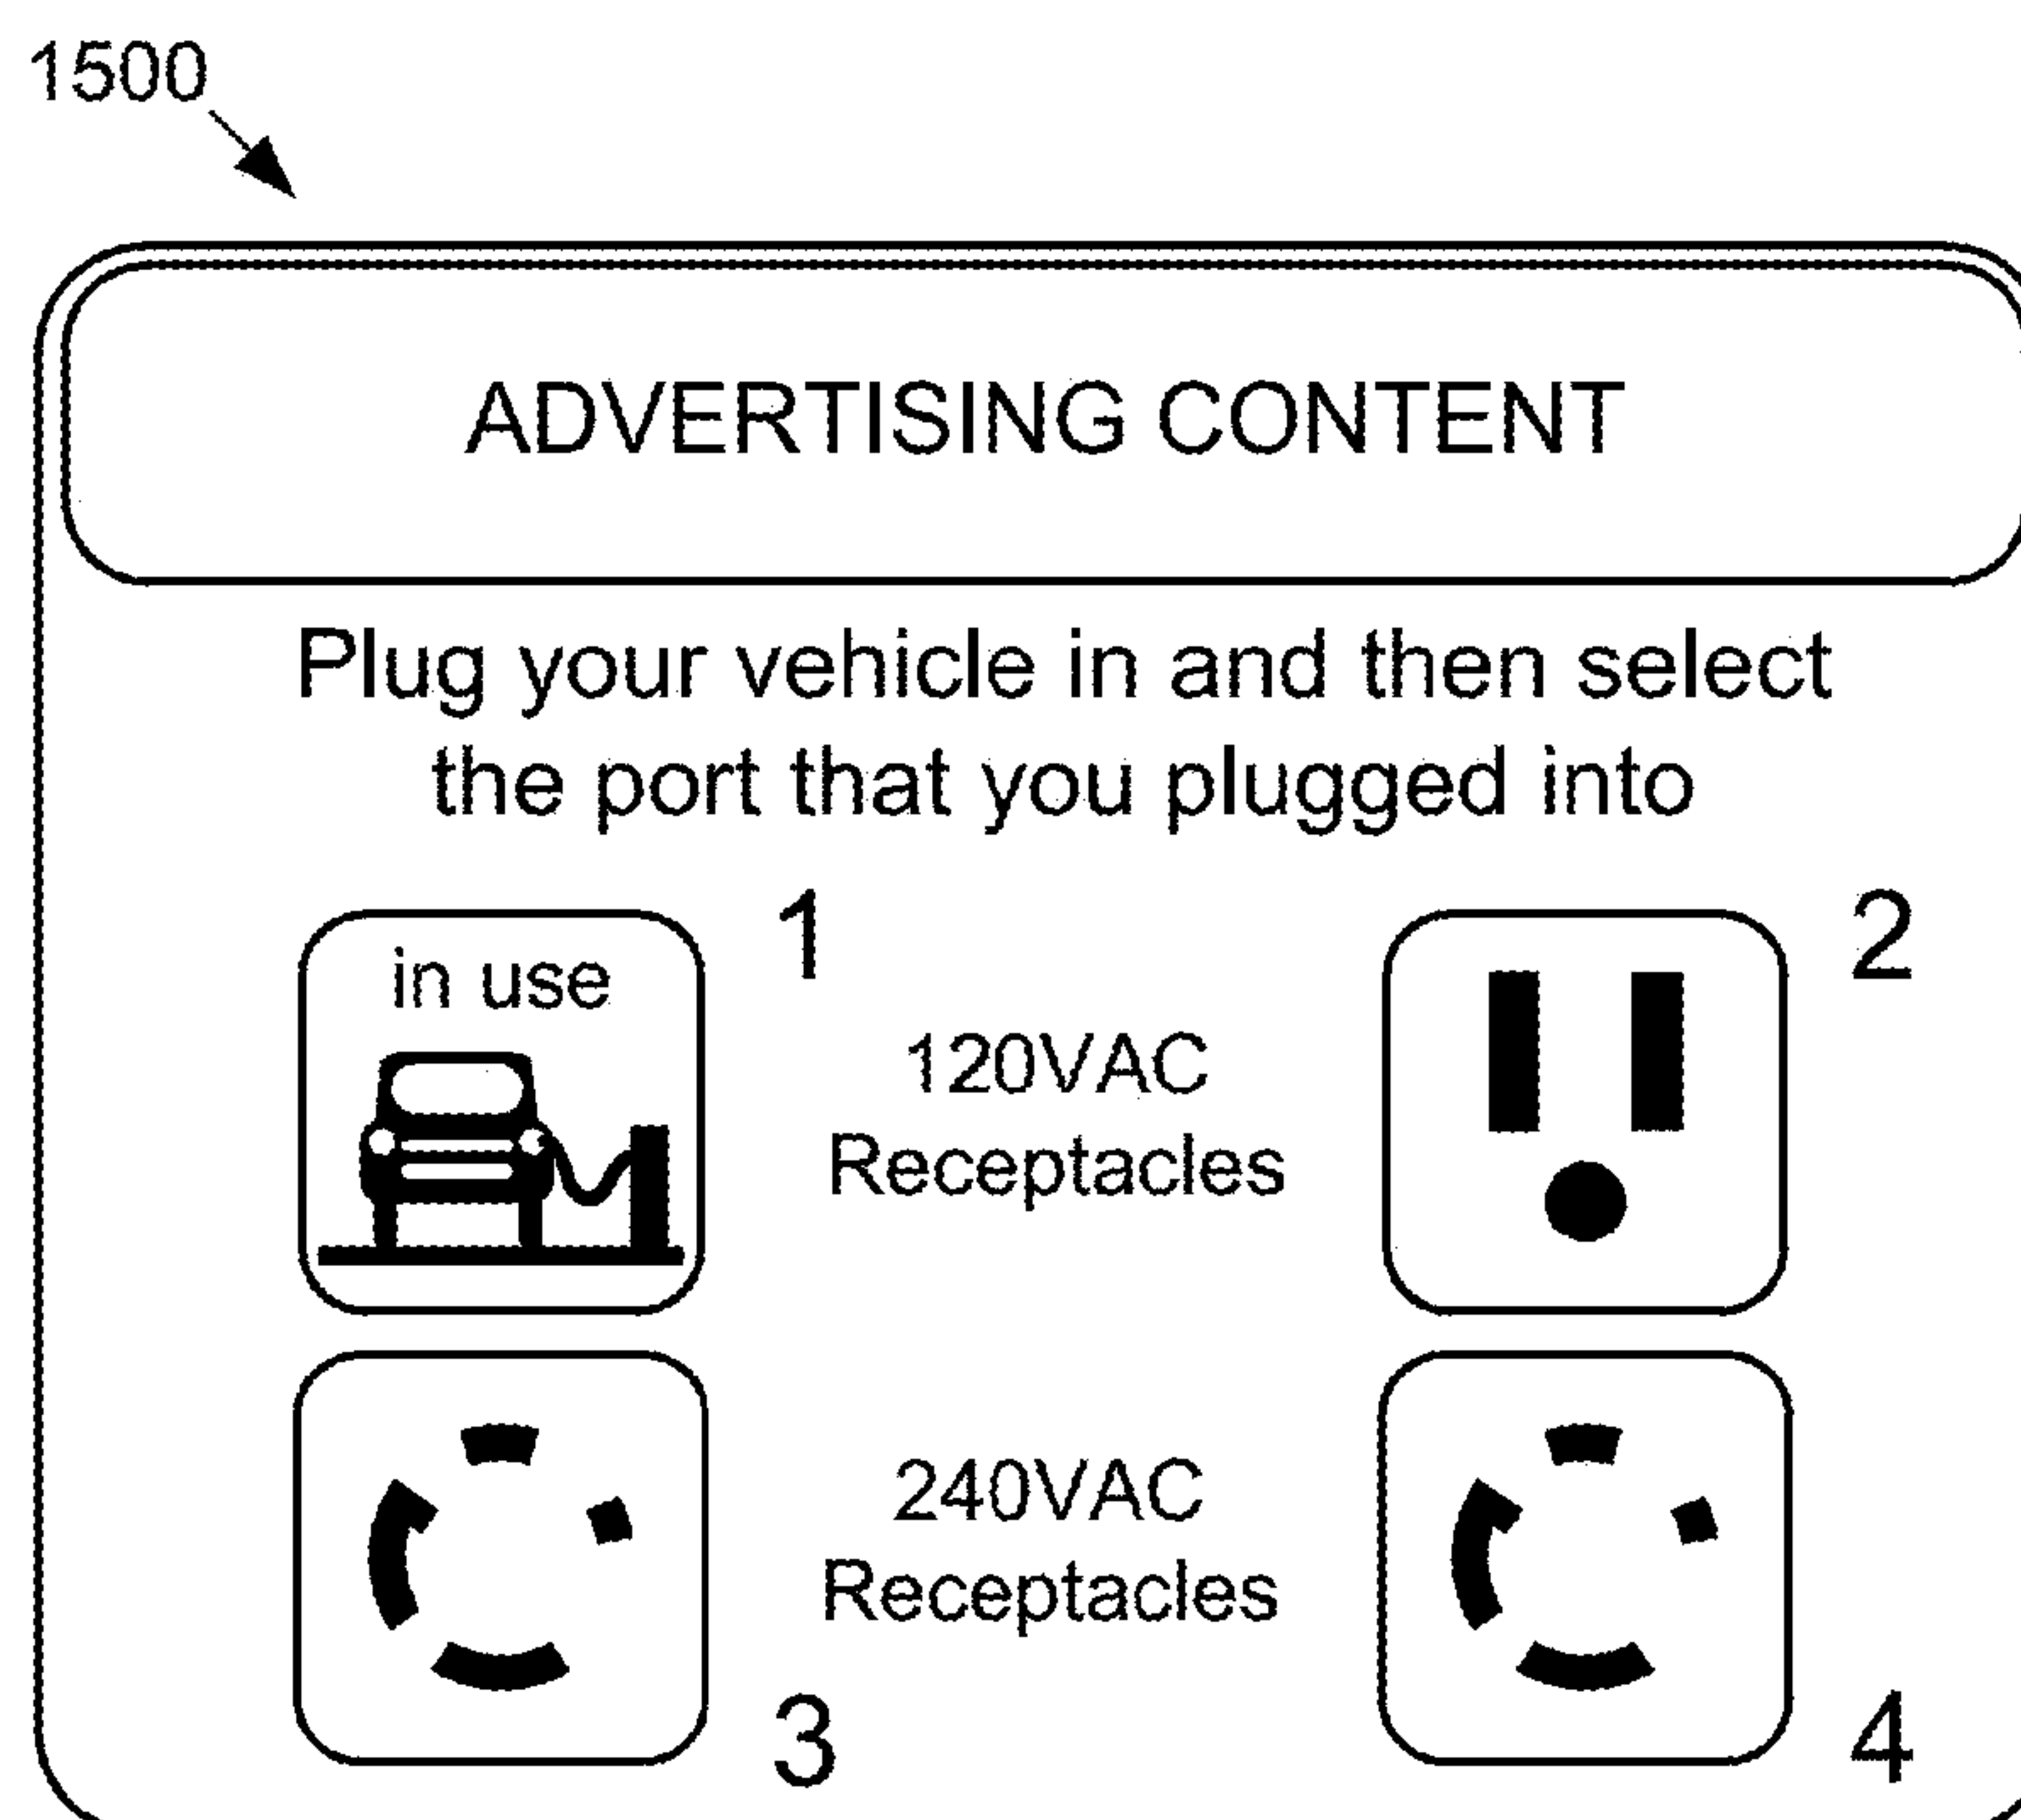 1500
ADVERTISING CONTENT
Plug your vehicle in and then select
the port that you plugged into
in use
1
2
120VAC
Receptacles
240VAC
Receptacles
3
4